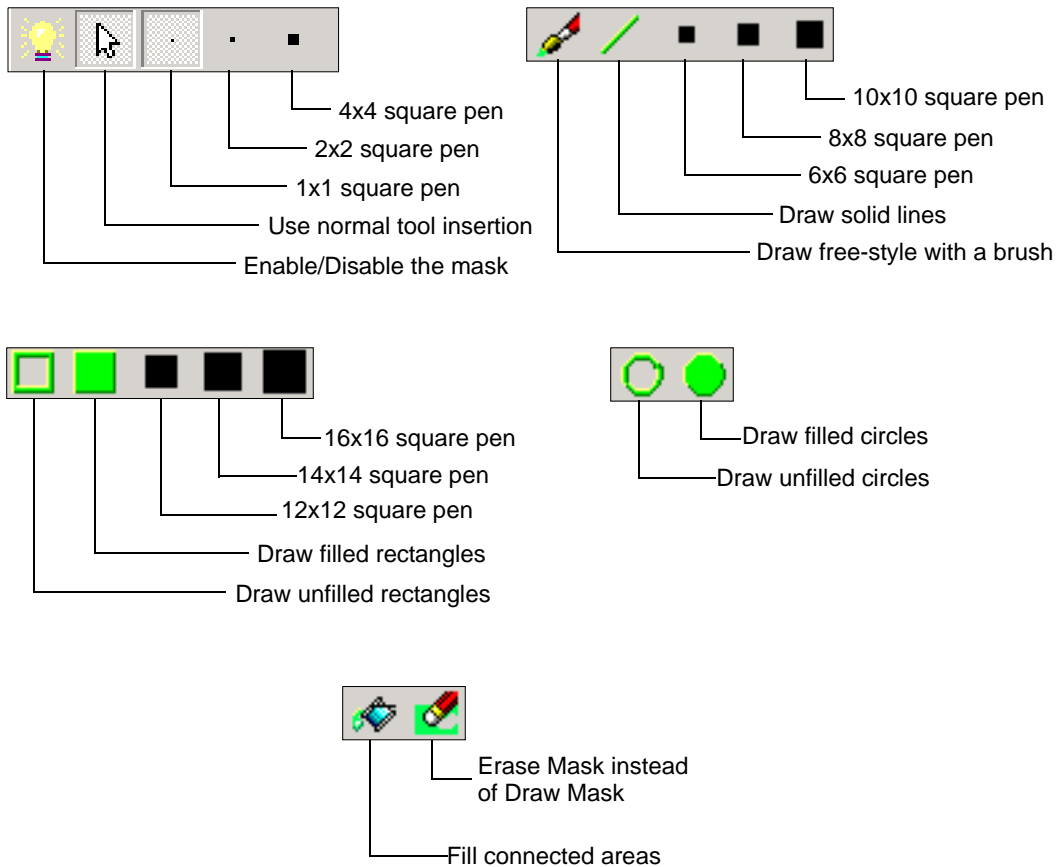 4x4 square pen
2x2 square pen
1x1 square pen
Use normal tool insertion
Enable/Disable the mask
10x10 square pen
8x8 square pen
6x6 square pen
Draw solid lines
Draw free-style with a brush
16x16 square pen
14x14 square pen
12x12 square pen
Draw filled rectangles
Draw unfilled rectangles
Draw filled circles
Draw unfilled circles
Erase Mask instead
of Draw Mask
Fill connected areas